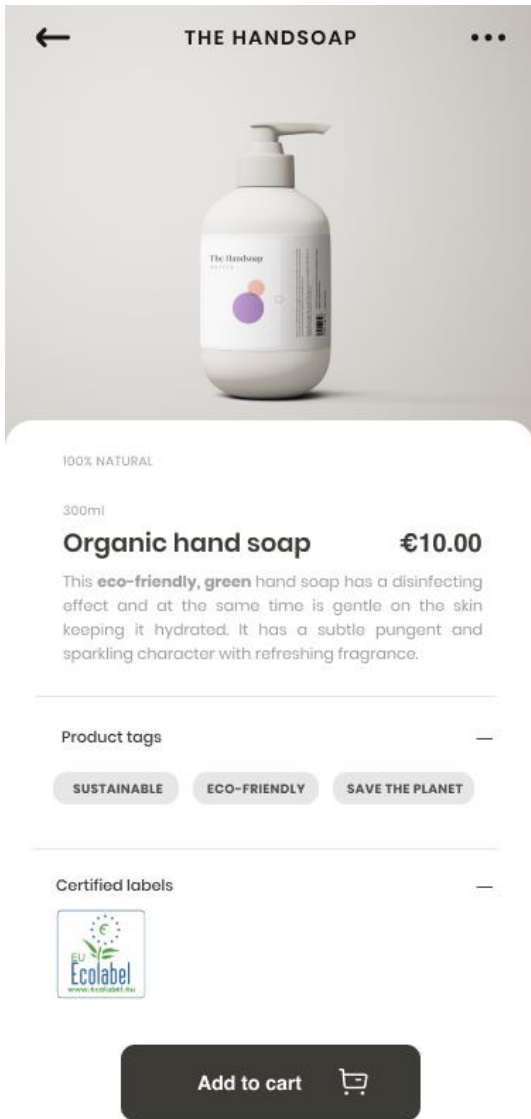 THE HANDSOAP
The Handsoap
100% NATURAL
300ml
Organic hand soap
€10.00
This eco-friendly, green hand soap has a disinfecting
effect and at the same time is gentle on the skin
keeping it hydrated. It has a subtle pungent and
sparkling character with refreshing fragrance.
Product tags
SUSTAINABLE
ECO-FRIENDLY
SAVE THE PLANET
Certified labels
EU
Ecolabel
www.ecolabel.eu
Add to cart